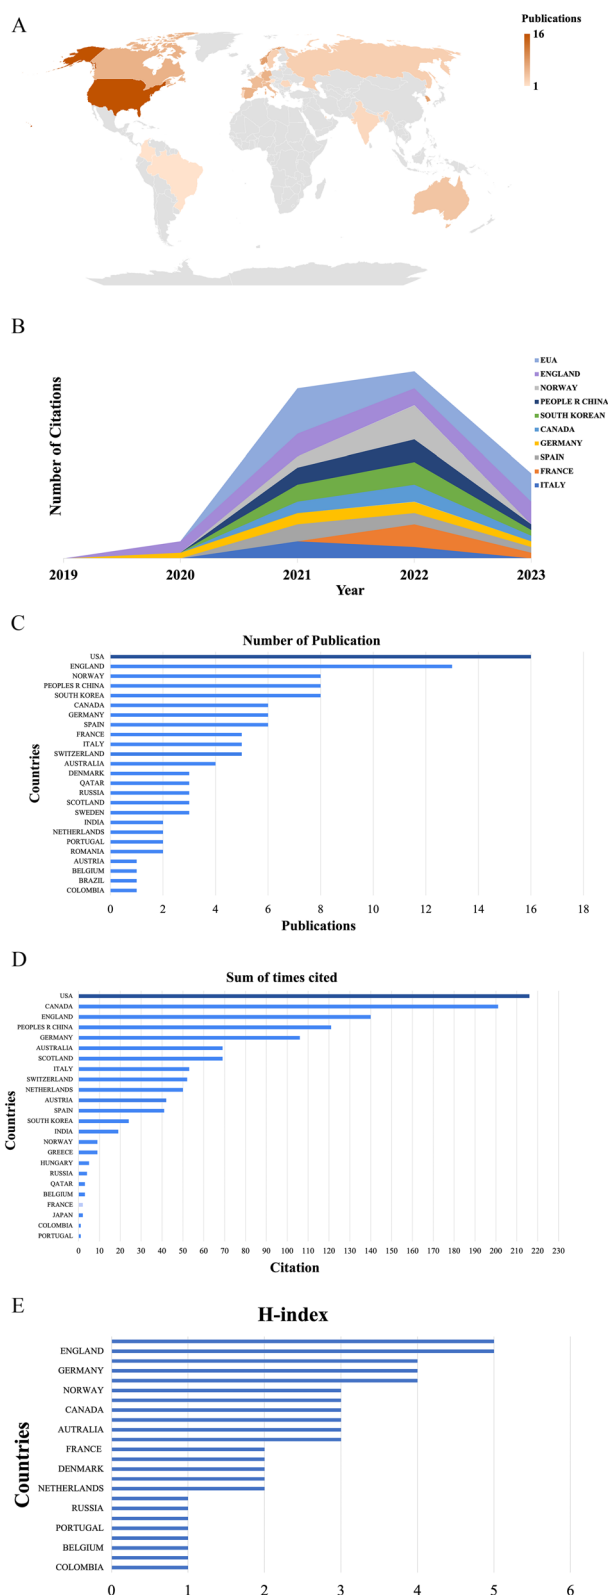 A
Publications
16
1
B
Number of Citations
EUA
ENGLAND
NORWAY
PEOPLE R CHINA
SOUTH KOREAN
CANADA
GERMANY
SPAIN
FRANCE
ITALY
2019 2020 2021 2022 2023
Year
C
Number of Publication
Countries
USA
ENGLAND
NORWAY
PEOPLES R CHINA
SOUTH KOREA
CANADA
GERMANY
SPAIN
FRANCE
ITALY
SWITZERLAND
AUSTRALIA
DENMARK
QATAR
RUSSIA
SCOTLAND
SWEDEN
INDIA
NETHERLANDS
PORTUGAL
ROMANIA
AUSTRIA
BELGIUM
BRAZIL
COLOMBIA
0 2 4 6 8 10 12 14 16 18
Publications
D
Sum of times cited
Countries
USA
CANADA
ENGLAND
PEOPLES R CHINA
GERMANY
AUSTRALIA
SCOTLAND
ITALY
SWITZERLAND
NETHERLANDS
AUSTRIA
SPAIN
SOUTH KOREA
INDIA
NORWAY
GREECE
HUNGARY
RUSSIA
QATAR
BELGIUM
FRANCE
JAPAN
COLOMBIA
PORTUGAL
0 10 20 30 40 50 60 70 80 90 100 110 120 130 140 150 160 170 180 190 200 210 220 230
Citation
E
H-index
Countries
ENGLAND
GERMANY
NORWAY
CANADA
AUTRALIA
FRANCE
DENMARK
NETHERLANDS
RUSSIA
PORTUGAL
BELGIUM
COLOMBIA
0 1 2 3 4 5 6